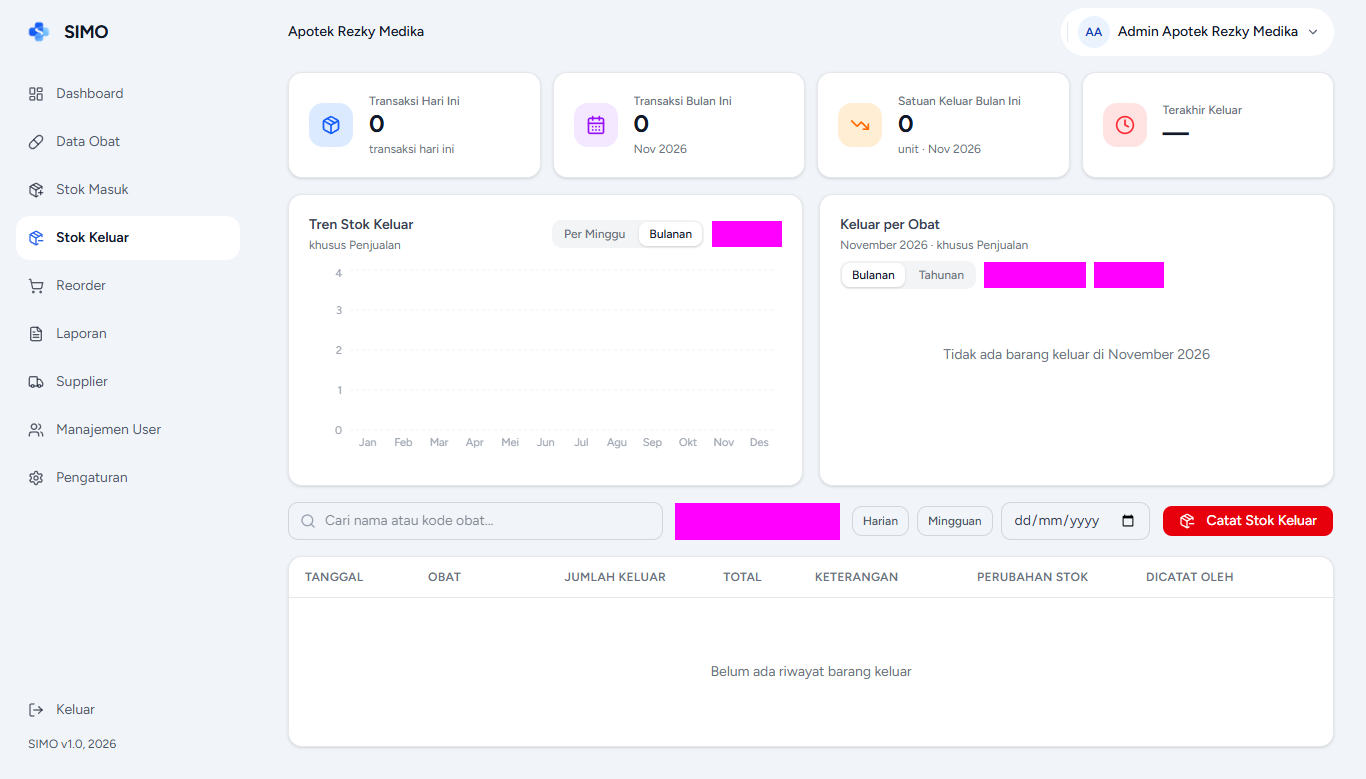 SIMO
Apotek Rezky Medika
AA
Admin Apotek Rezky Medika
Dashboard
Data Obat
Stok Masuk
Stok Keluar
Reorder
Laporan
Supplier
Manajemen User
Pengaturan
Keluar
SIMO v1.0, 2026
Transaksi Hari Ini
0
transaksi hari ini
Transaksi Bulan Ini
0
Nov 2026
Satuan Keluar Bulan Ini
0
unit · Nov 2026
Terakhir Keluar
—
Tren Stok Keluar
khusus Penjualan
Per Minggu Bulanan
4
3
2
1
0
Jan Feb Mar Apr Mei Jun Jul Agu Sep Okt Nov Des
Keluar per Obat
November 2026 · khusus Penjualan
Bulanan Tahunan
Tidak ada barang keluar di November 2026
Cari nama atau kode obat...
Harian Mingguan dd/mm/yyyy Catat Stok Keluar
TANGGAL OBAT JUMLAH KELUAR TOTAL KETERANGAN PERUBAHAN STOK DICATAT OLEH
Belum ada riwayat barang keluar